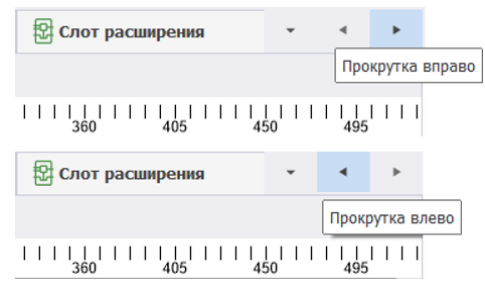 Слот расширения
Прокрутка вправо
360 405 450 495
Слот расширения
Прокрутка влево
360 405 450 495